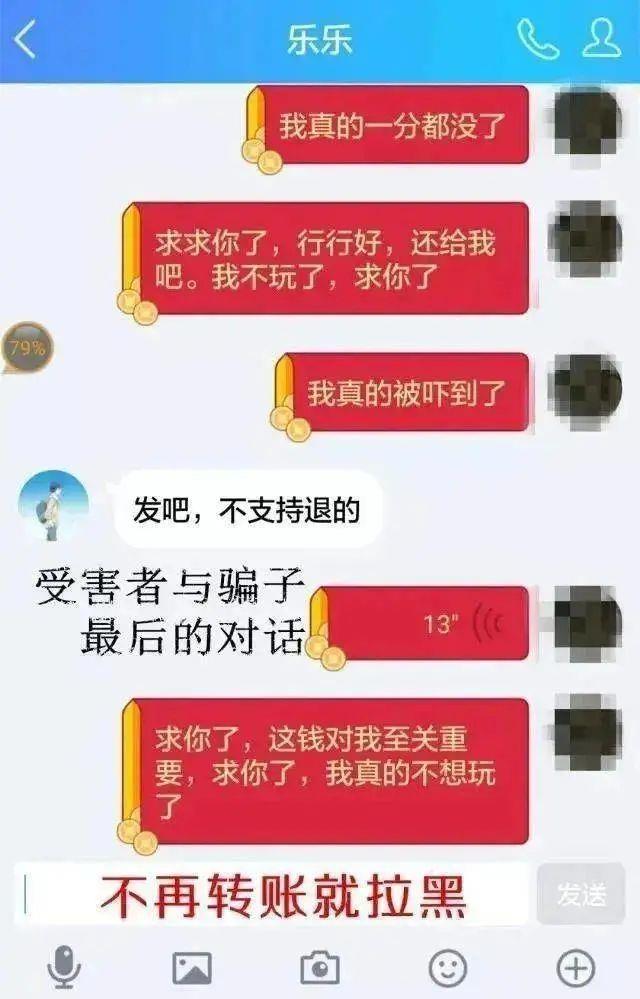 乐乐
我真的一分都没了
求求你了，行行好，还给我
吧。我不玩了，求你了
79%
我真的被吓到了
发吧，不支持退的
受害者与骗子
最后的对话
13"
求你了，这钱对我至关重
要，求你了，我真的不想玩
了
不再转账就拉黑
发送